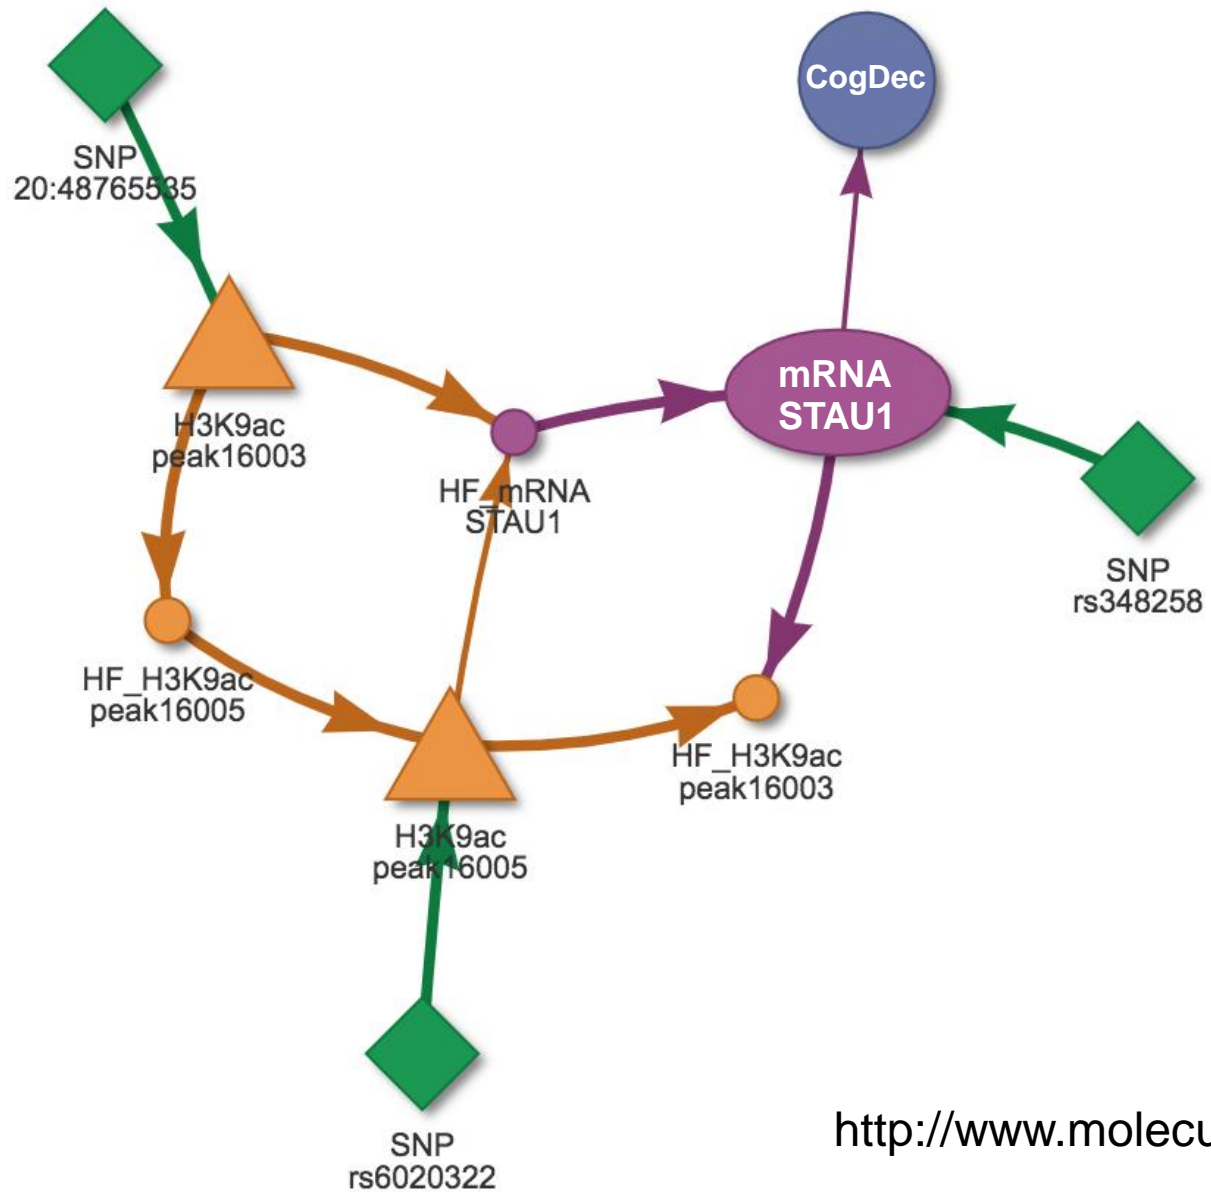 CogDec
SNP
20:48765535
mRNA
STAU1
H3K9ac
peak16003
HF_mRNA
STAU1
SNP
rs348258
HF_H3K9ac
peak16005
HF_H3K9ac
peak16003
H3K9ac
peak16005
SNP
rs6020322
http://www.molecu